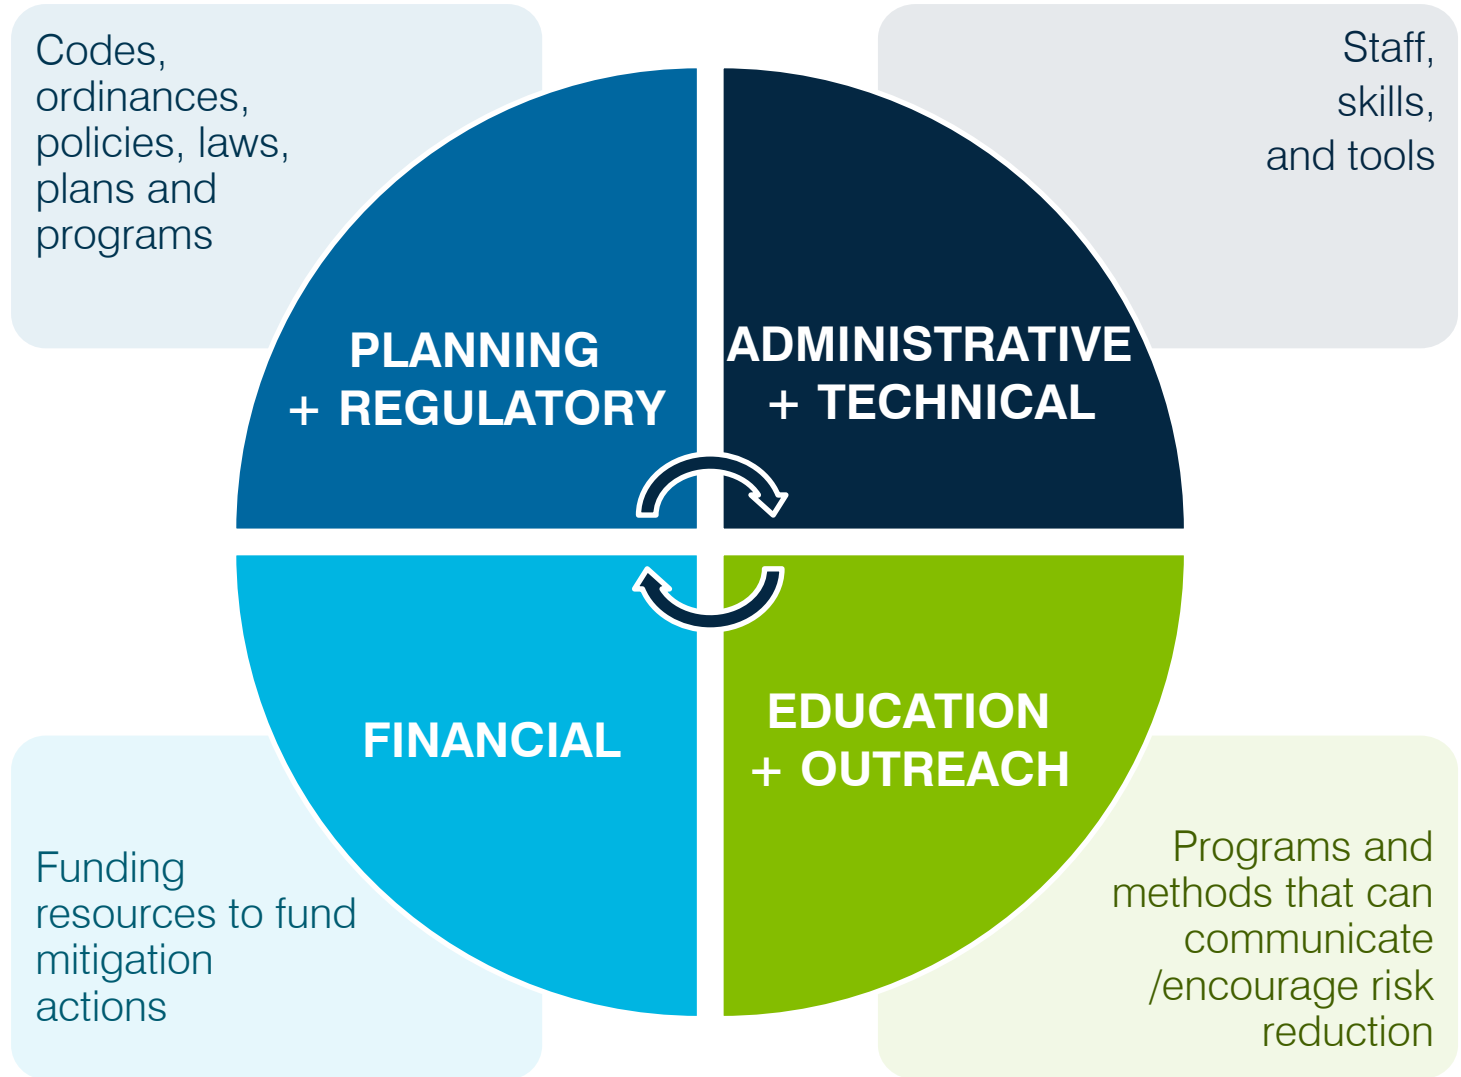 Codes,
ordinances,
policies, laws,
plans and
programs
Staff,
skills,
and tools
PLANNING
+ REGULATORY
ADMINISTRATIVE
+ TECHNICAL
FINANCIAL
EDUCATION
+ OUTREACH
Funding
resources to fund
mitigation
actions
Programs and
methods that can
communicate
/encourage risk
reduction